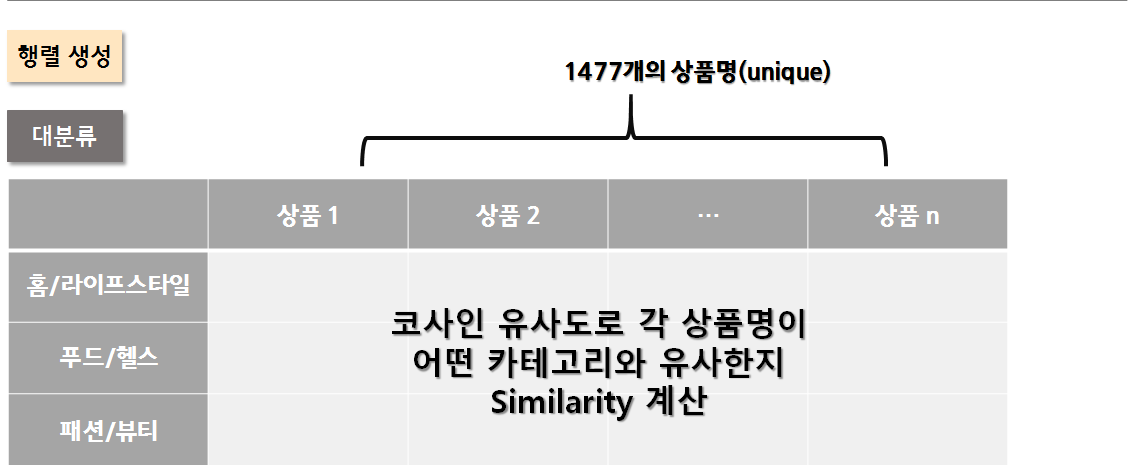 행렬 생성
1477개의 상품명(unique)
대분류
상품 1
상품 2
...
상품 n
홈/라이프스타일
푸드/헬스
패션/뷰티
코사인 유사도로 각 상품명이
어떤 카테고리와 유사한지
Similarity 계산